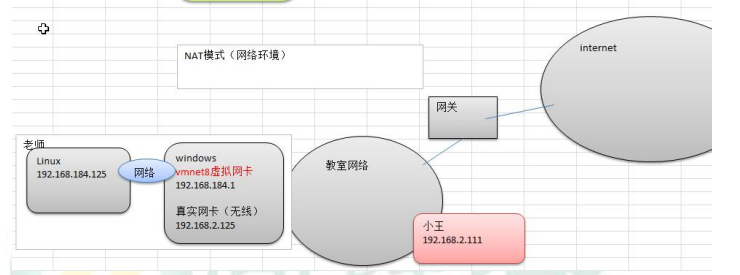 NAT模式（网络环境）
internet
网关
老师
Linux
192.168.184.125
网络
windows
vmnet8虚拟网卡
192.168.184.1
真实网卡（无线）
192.168.2.125
教室网络
小王
192.168.2.111